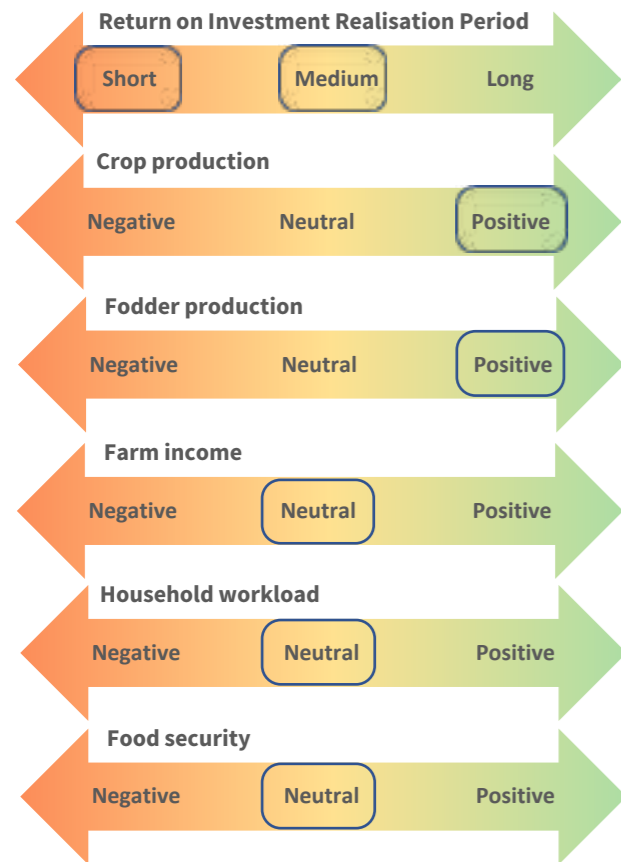 Return on Investment Realisation Period
Short Medium Long
Crop production
Negative Neutral Positive
Fodder production
Negative Neutral Positive
Farm income
Negative Neutral Positive
Household workload
Negative Neutral Positive
Food security
Negative Neutral Positive